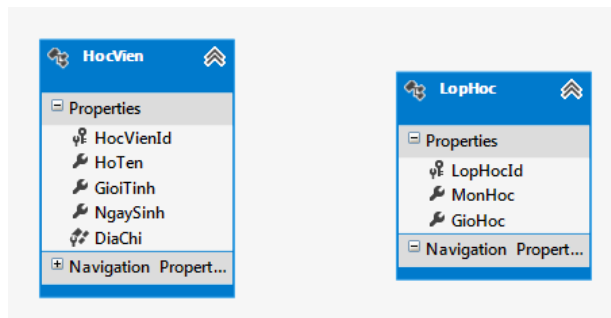 HocVien
Properties
HocVienId
HoTen
GioiTinh
NgaySinh
DiaChi
Navigation Propert...
LopHoc
Properties
LopHocId
MonHoc
GioHoc
Navigation Propert...